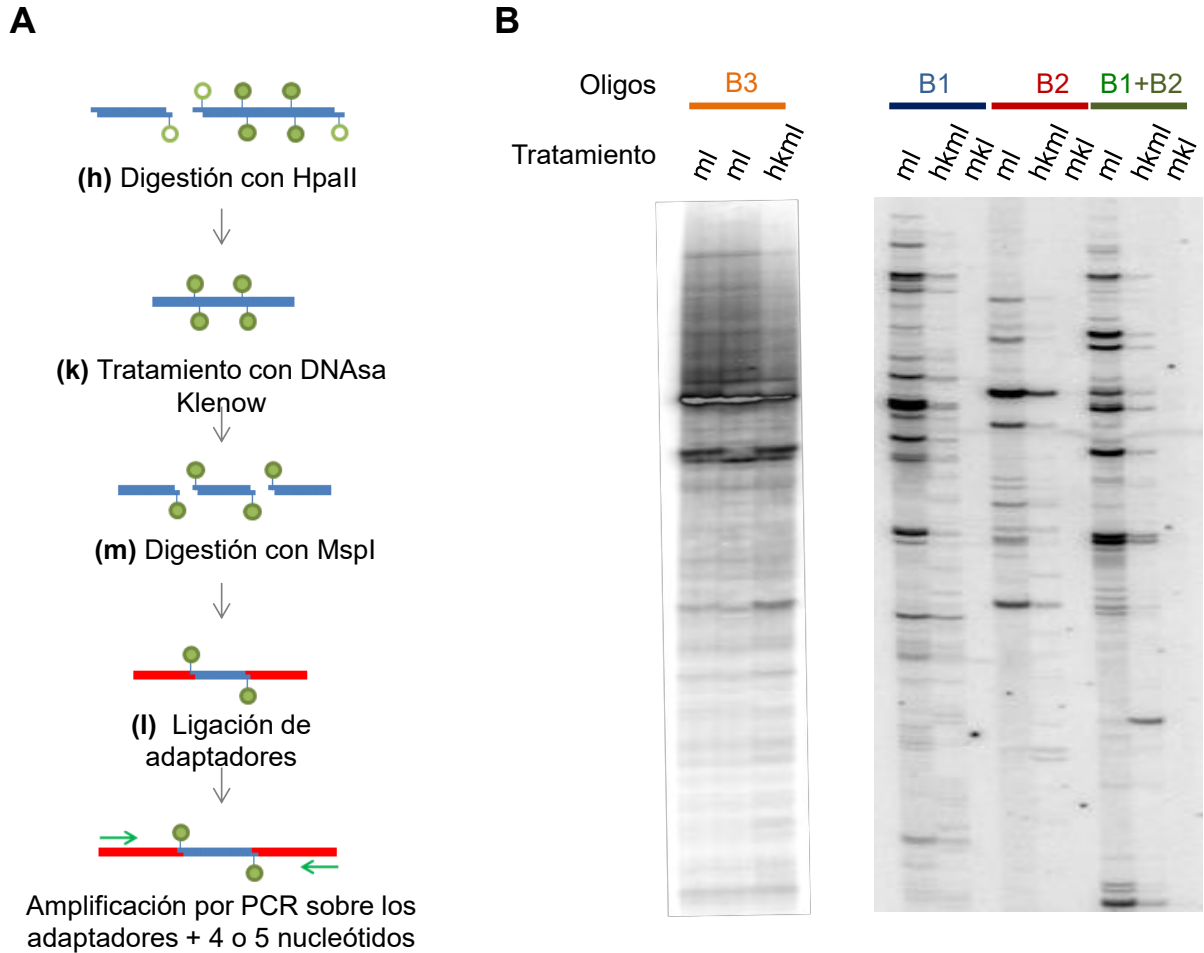 A
(h) Digestión con HpaII
(k) Tratamiento con DNAsa
Klenow
(m) Digestión con MspI
(l) Ligación de
adaptadores
Amplificación por PCR sobre los
adaptadores + 4 o 5 nucleótidos
B
Oligos B3 B1 B2 B1+B2
Tratamiento ml ml hkml ml hkml mkl ml hkml mkl ml hkml mkl